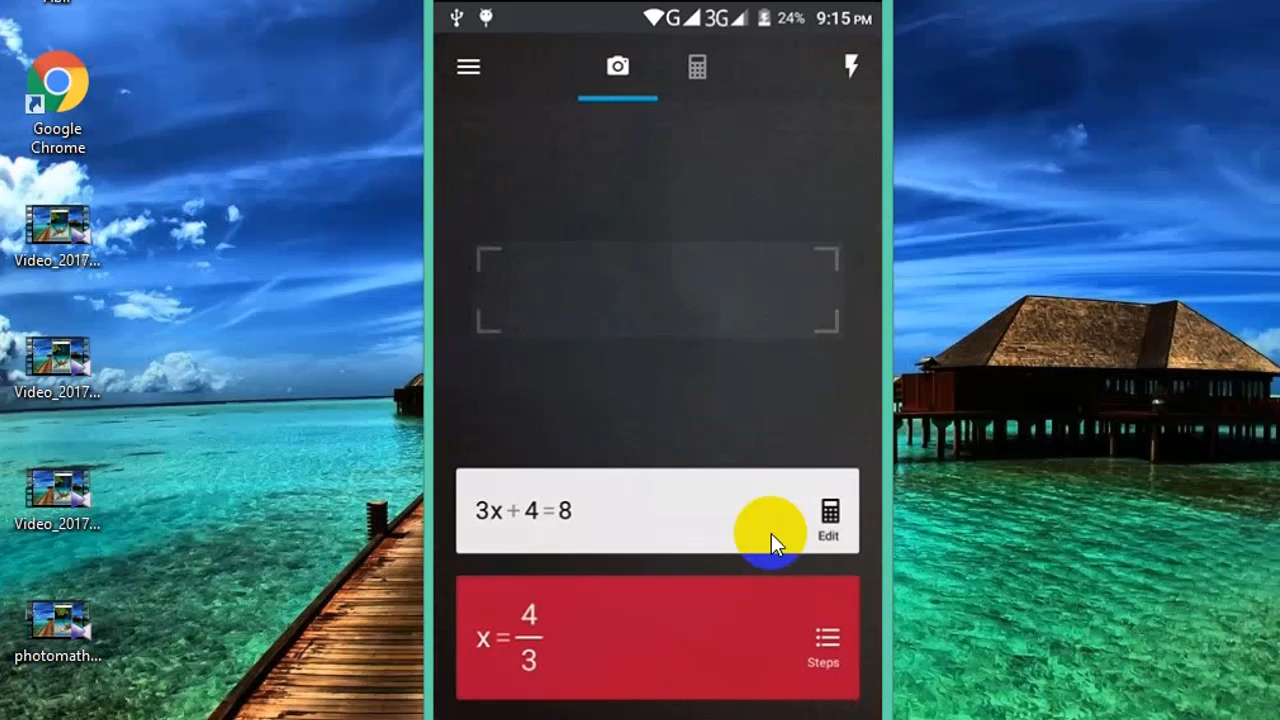 Google
Chrome
Video_2017...
Video_2017...
Video_2017...
photomath...
G 3G 24% 9:15 PM
3x+4=8
Edit
x=4/3
Steps